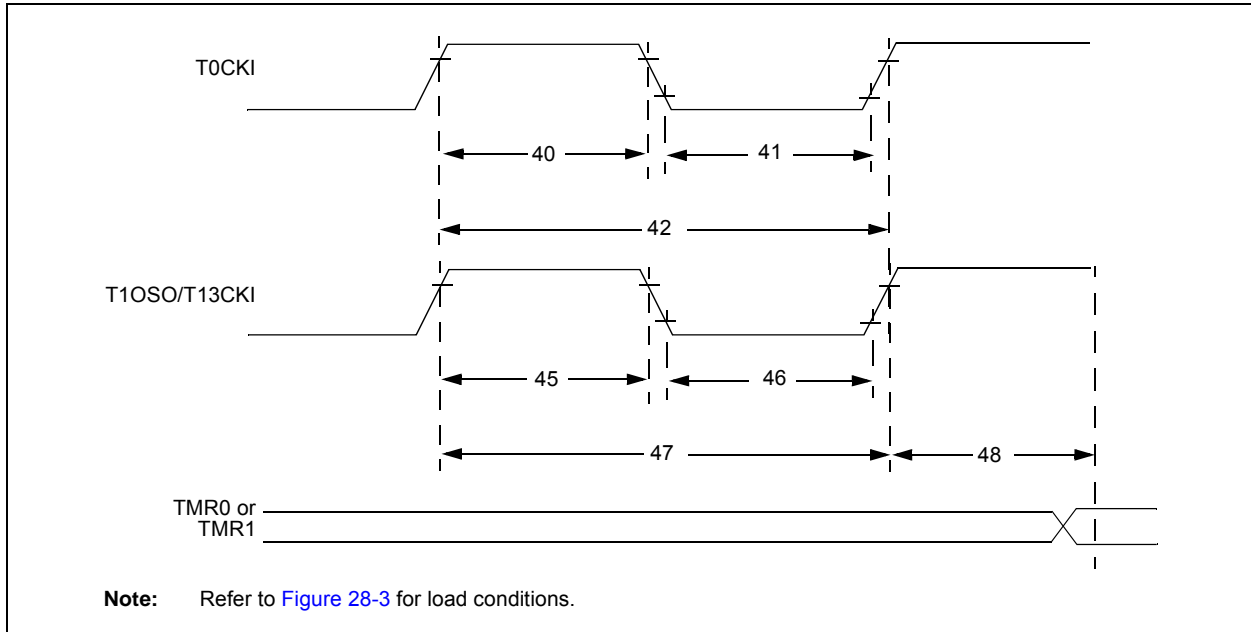 T0CKI
40
41
42
T1OSO/T13CKI
45
46
47
48
TMR0 or
TMR1
Note: Refer to Figure 28-3 for load conditions.